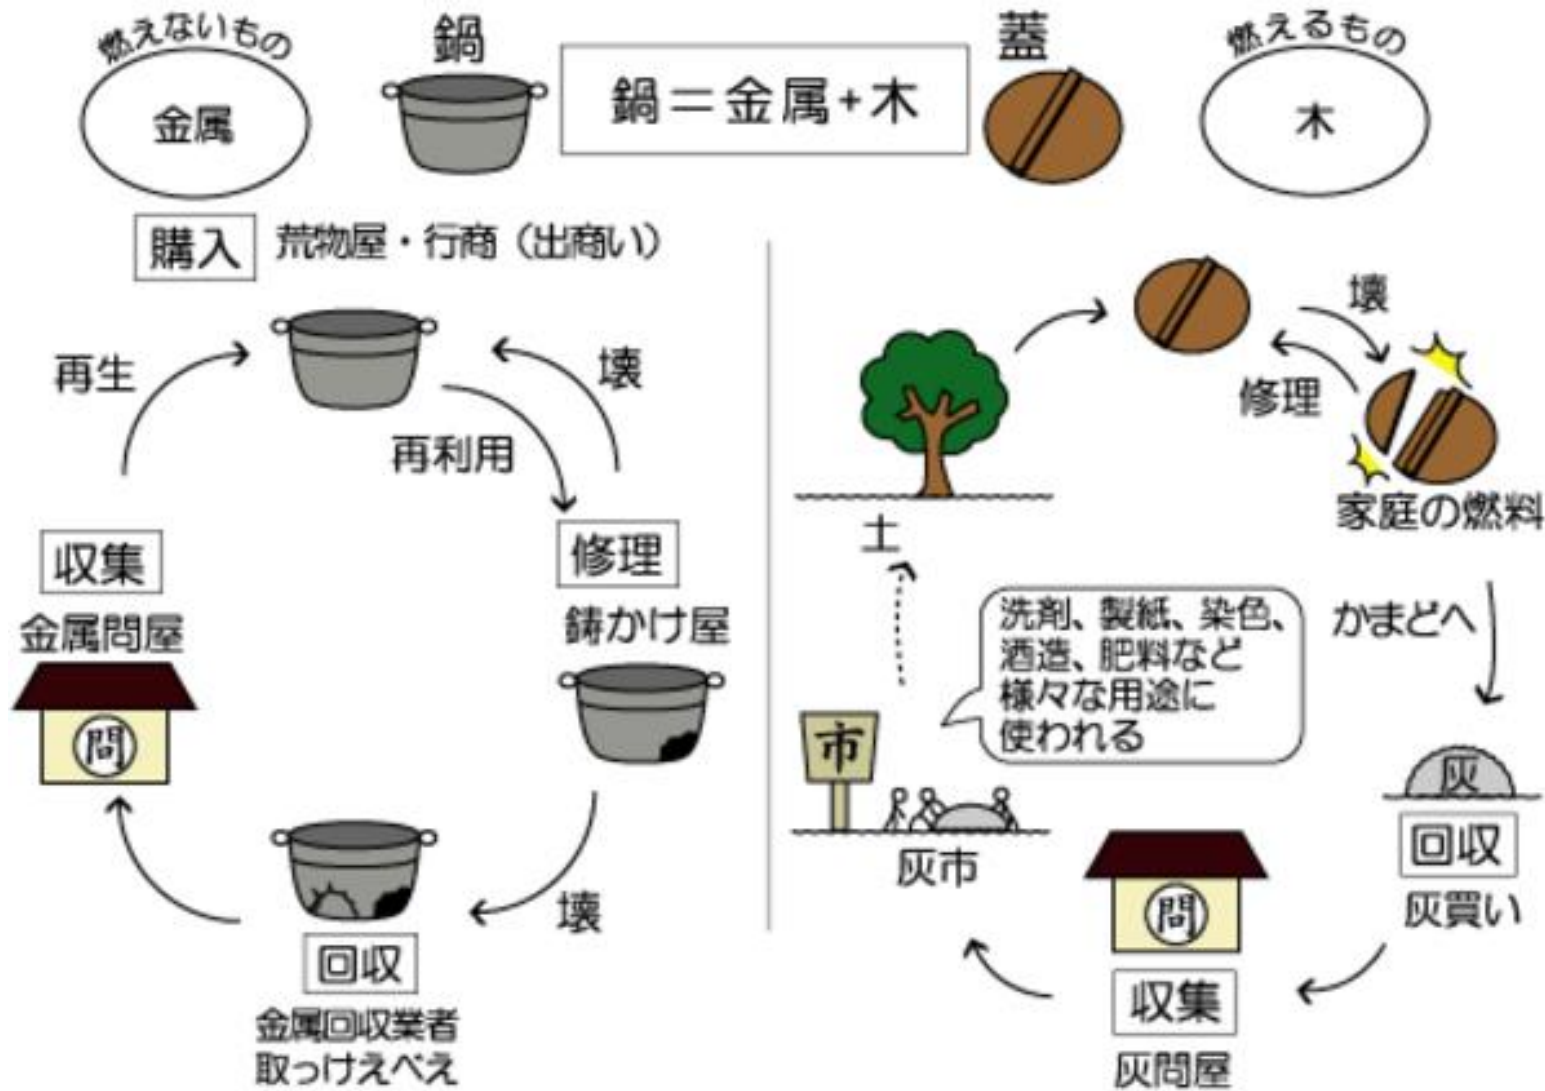 燃えないもの
金属
鍋
鍋＝金属+木
蓋
燃えるもの
木
購入
荒物屋・行商（出商い）
再生
壊
再利用
修理
鋳かけ屋
壊
回収
金属回収業者
取っけえべえ
収集
金属問屋
問
壊
修理
家庭の燃料
かまどへ
灰
回収
灰買い
問
収集
灰問屋
市
灰市
洗剤、製紙、染色、
酒造、肥料など
様々な用途に
使われる
土